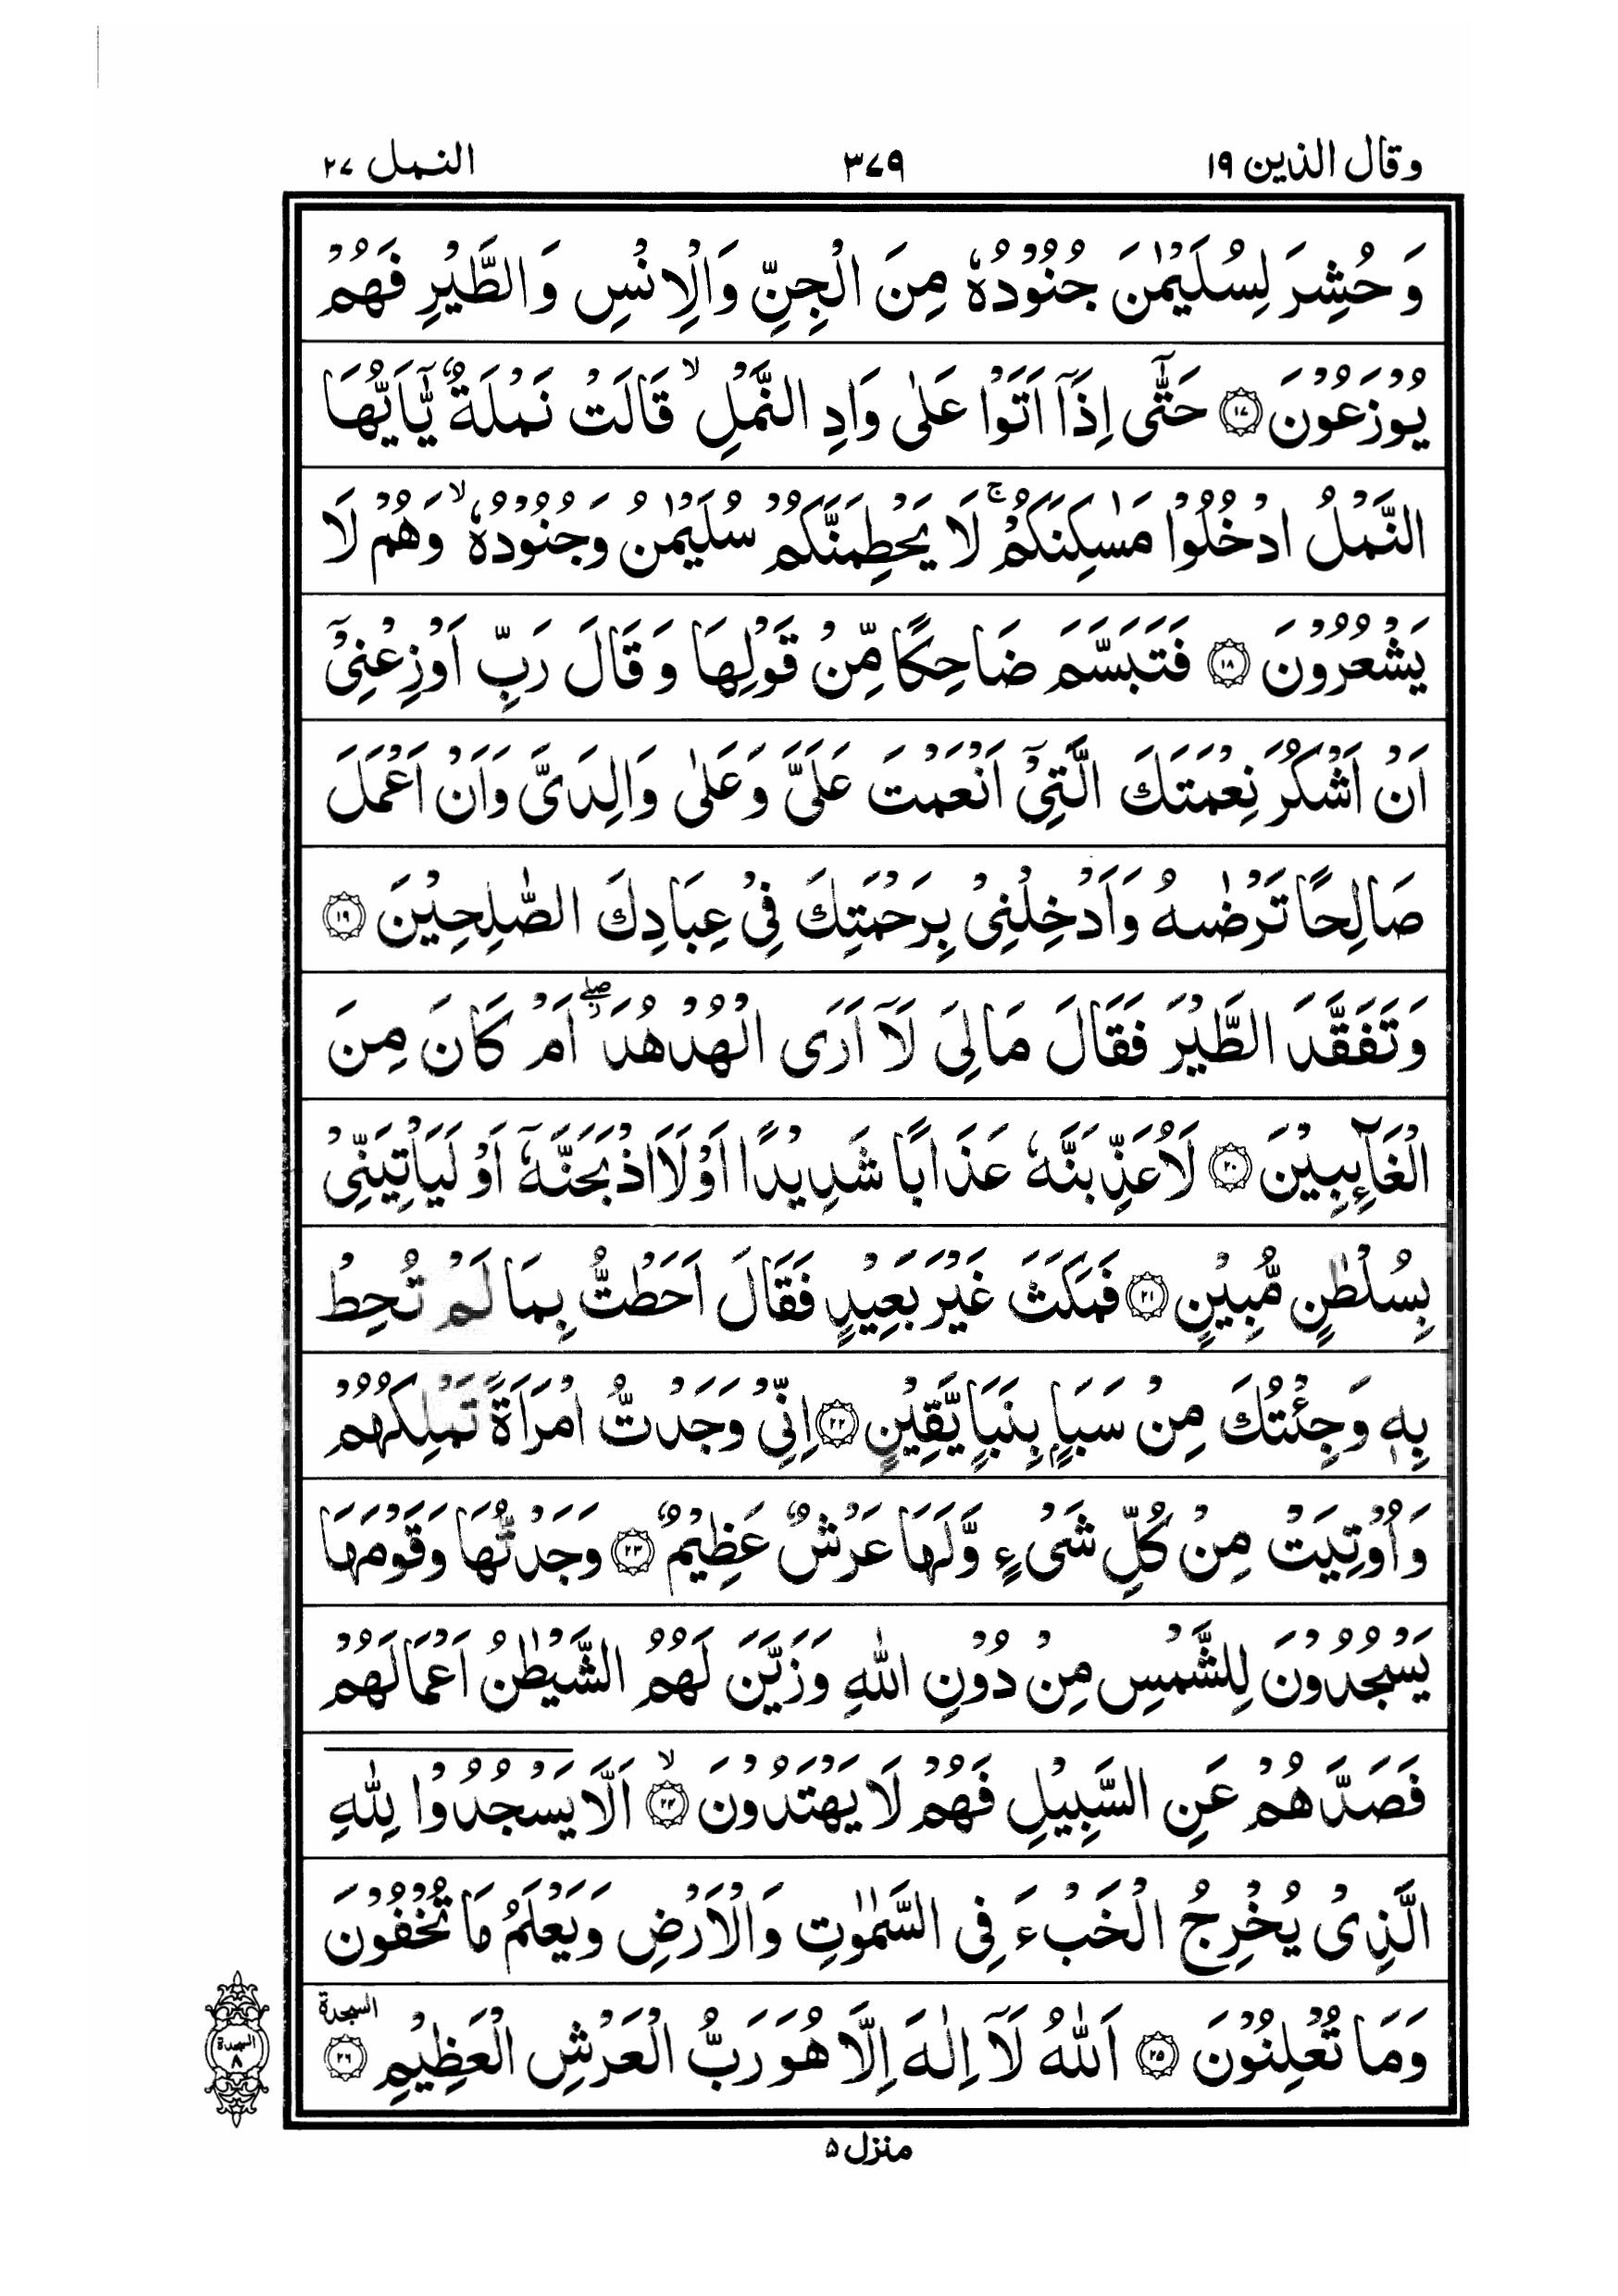 وقال الذين ١٩
٣٧٩
النمل ٢٧
وَحُشِرَ لِسُلَيْمٰنَ جُنُوْدُهٗ مِنَ الْجِنِّ وَالْاِنْسِ وَالطَّيْرِ فَهُمْ
يُوْزَعُوْنَ ۝١٧ حَتّٰۤى اِذَاۤ اَتَوْا عَلٰى وَادِ النَّمْلِ ۙ قَالَتْ نَمْلَةٌ يّٰۤاَيُّهَا
النَّمْلُ ادْخُلُوْا مَسٰكِنَكُمْ ۚ لَا يَحْطِمَنَّكُمْ سُلَيْمٰنُ وَجُنُوْدُهٗ ۙ وَهُمْ لَا
يَشْعُرُوْنَ ۝١٨ فَتَبَسَّمَ ضَاحِكًا مِّنْ قَوْلِهَا وَقَالَ رَبِّ اَوْزِعْنِيْۤ
اَنْ اَشْكُرَ نِعْمَتَكَ الَّتِيْۤ اَنْعَمْتَ عَلَيَّ وَعَلٰى وَالِدَيَّ وَاَنْ اَعْمَلَ
صَالِحًا تَرْضٰىهُ وَاَدْخِلْنِيْ بِرَحْمَتِكَ فِيْ عِبَادِكَ الصّٰلِحِيْنَ ۝١٩
وَتَفَقَّدَ الطَّيْرَ فَقَالَ مَا لِيَ لَاۤ اَرَى الْهُدْهُدَ ۖ اَمْ كَانَ مِنَ
الْغَآئِبِيْنَ ۝٢٠ لَاُعَذِّبَنَّهٗ عَذَابًا شَدِيْدًا اَوْ لَاَاذْبَحَنَّهٗۤ اَوْ لَيَاْتِيَنِّيْ
بِسُلْطٰنٍ مُّبِيْنٍ ۝٢١ فَمَكَثَ غَيْرَ بَعِيْدٍ فَقَالَ اَحَطْتُّ بِمَا لَمْ تُحِطْ
بِهٖ وَجِئْتُكَ مِنْ سَبَاٍۭ بِنَبَاٍ يَّقِيْنٍ ۝٢٢ اِنِّيْ وَجَدْتُّ امْرَاَةً تَمْلِكُهُمْ
وَاُوْتِيَتْ مِنْ كُلِّ شَيْءٍ وَّلَهَا عَرْشٌ عَظِيْمٌ ۝٢٣ وَجَدْتُّهَا وَقَوْمَهَا
يَسْجُدُوْنَ لِلشَّمْسِ مِنْ دُوْنِ اللّٰهِ وَزَيَّنَ لَهُمُ الشَّيْطٰنُ اَعْمَالَهُمْ
فَصَدَّهُمْ عَنِ السَّبِيْلِ فَهُمْ لَا يَهْتَدُوْنَ ۙ۝٢٤ اَلَّا يَسْجُدُوْا لِلّٰهِ
الَّذِيْ يُخْرِجُ الْخَبْءَ فِي السَّمٰوٰتِ وَالْاَرْضِ وَيَعْلَمُ مَا تُخْفُوْنَ
وَمَا تُعْلِنُوْنَ ۝٢٥ اَللّٰهُ لَاۤ اِلٰهَ اِلَّا هُوَ رَبُّ الْعَرْشِ الْعَظِيْمِ ۝٢٦ السجدة
السجدة ٨
منزل ٥